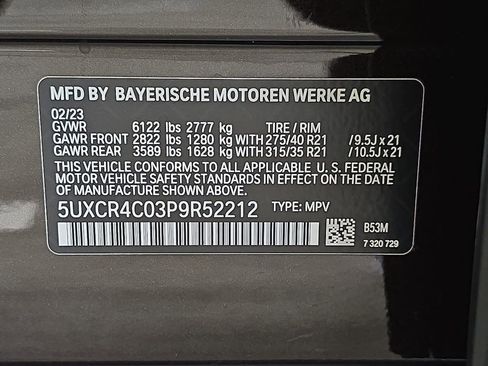 MFD BY BAYERISCHE MOTOREN WERKE AG
02/23
GVWR 6122 lbs 2777 kg TIRE / RIM
GAWR FRONT 2822 lbs 1280 kg WITH 275/40 R21 /9.5J x 21
GAWR REAR 3589 lbs 1628 kg WITH 315/35 R21 /10.5J x 21
THIS VEHICLE CONFORMS TO ALL APPLICABLE U.S.
FEDERAL MOTOR VEHICLE SAFETY STANDARDS IN EFFECT
ON THE DATE OF MANUFACTURE SHOWN ABOVE.
5UXCR4C03P9R52212 TYPE: MPV
B53M
7 320 729